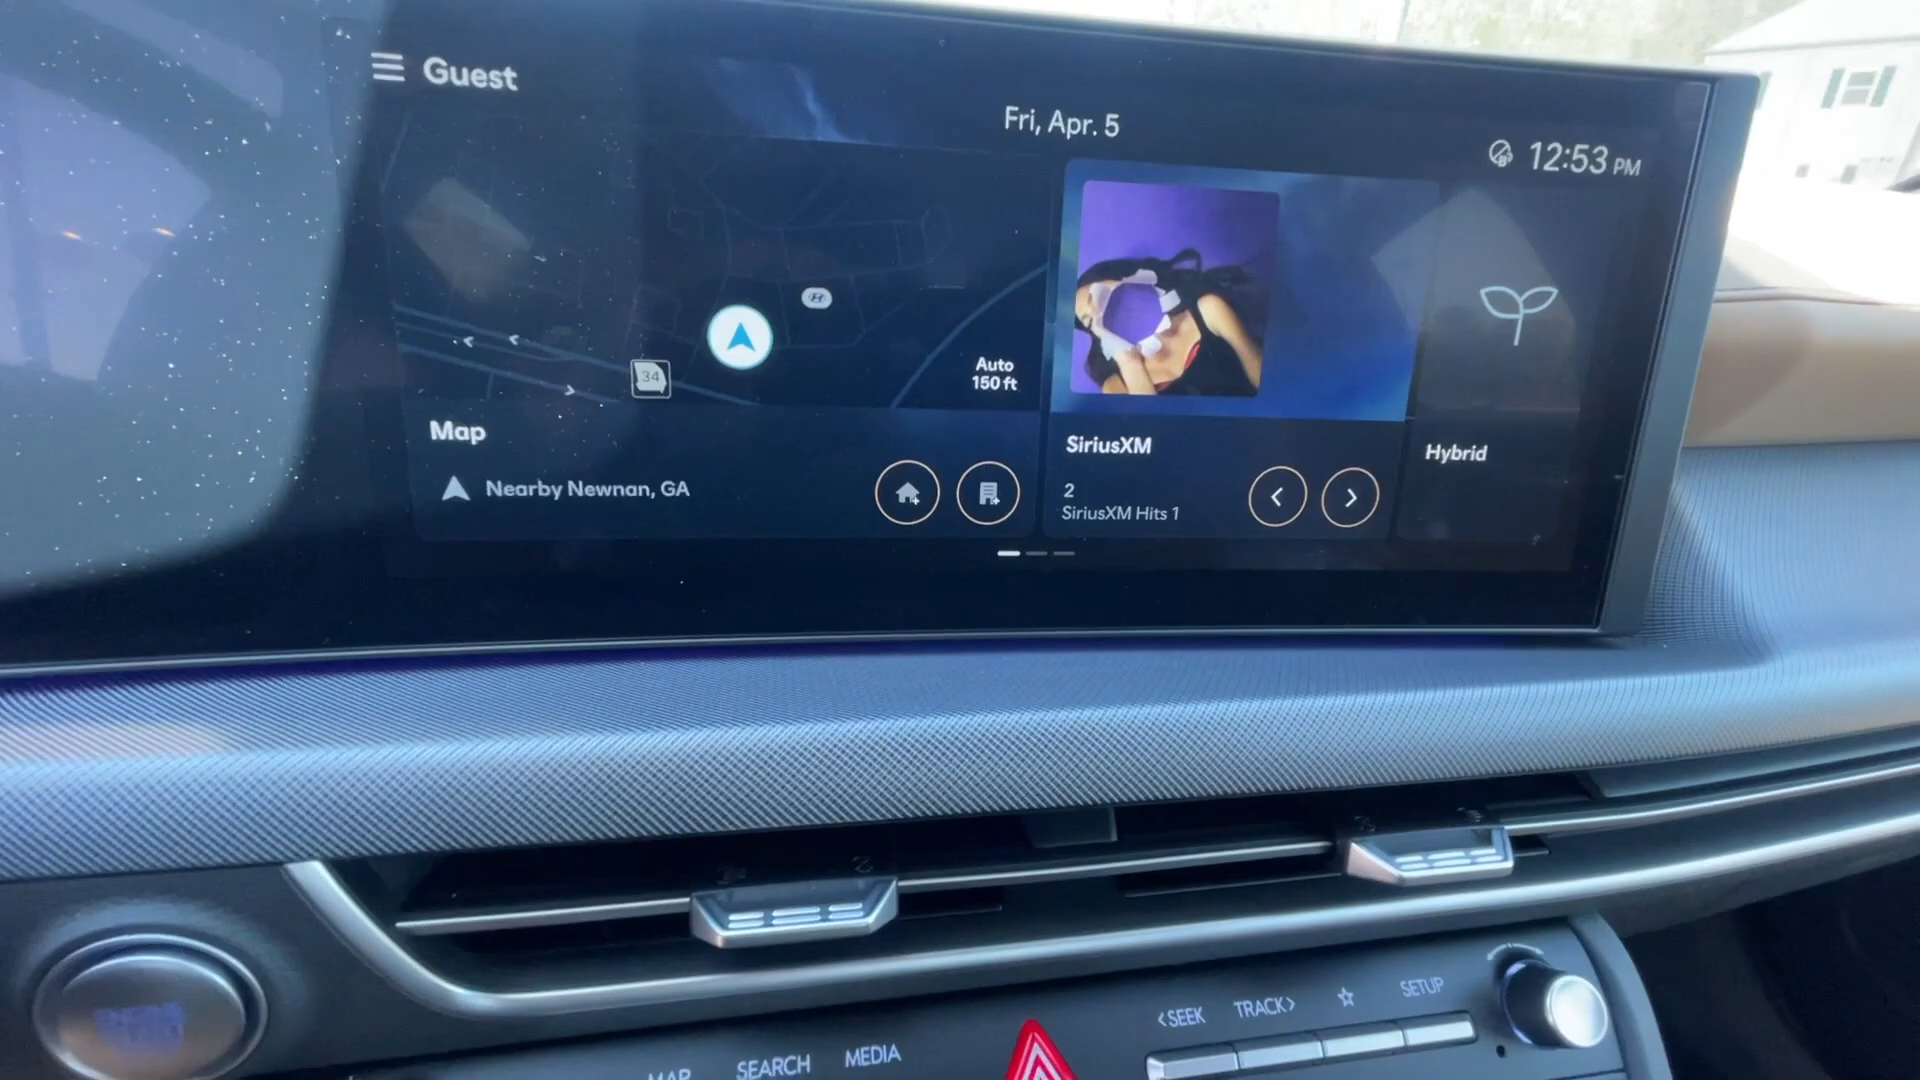 Guest
Fri, Apr. 5
12:53 PM
34
Auto
150 ft
Map
Nearby Newnan, GA
SiriusXM
2
SiriusXM Hits 1
Hybrid
<SEEK
TRACK>
SETUP
MAP
SEARCH
MEDIA